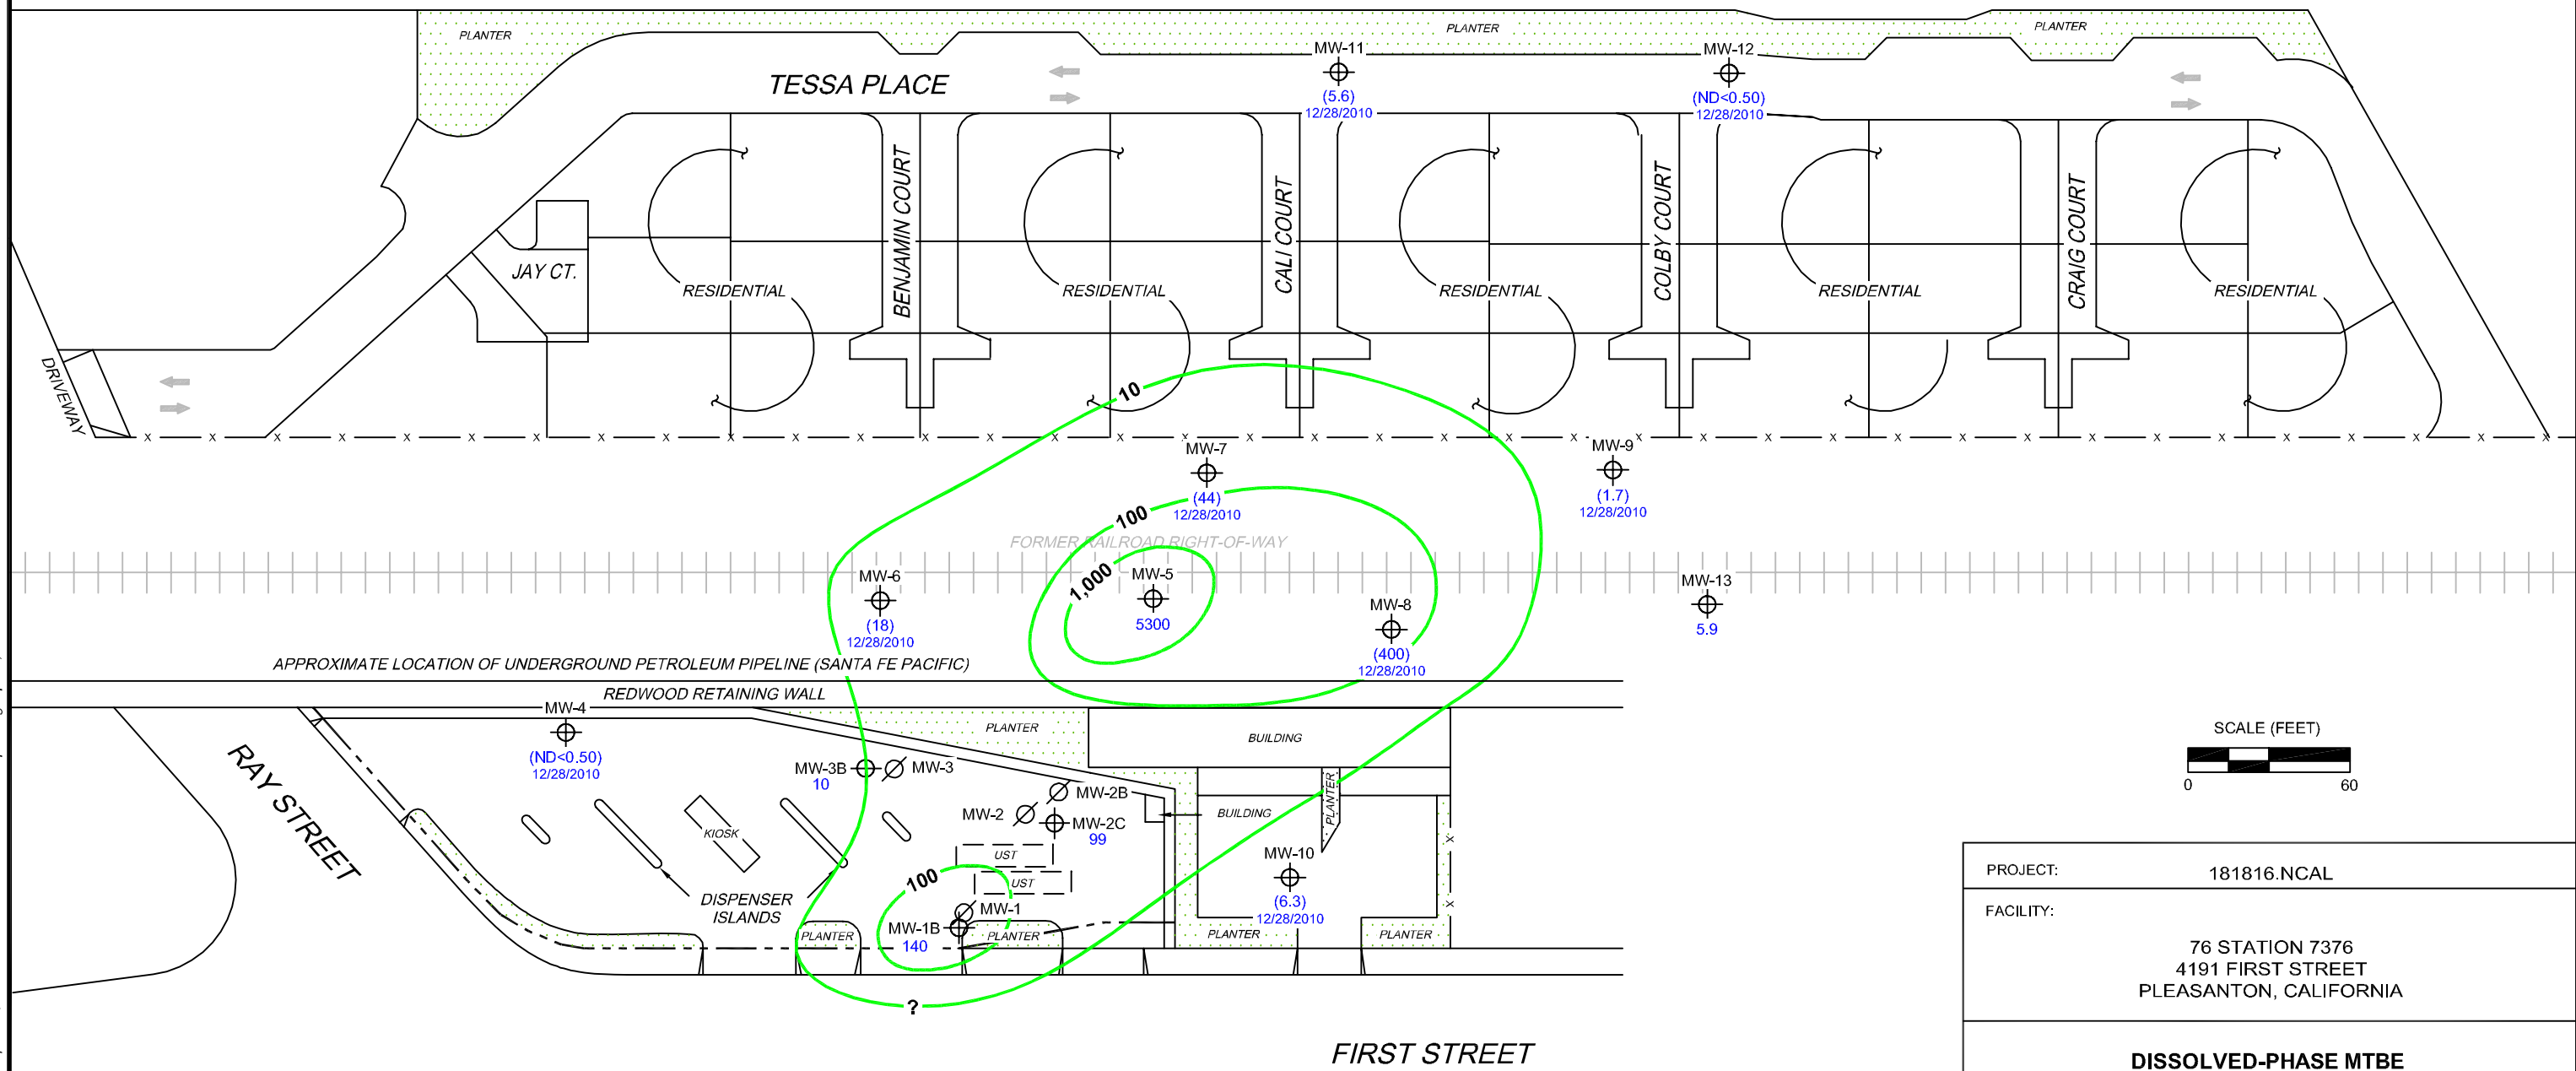 PLANTER
PLANTER
PLANTER
MW-11
MW-12
TESSA PLACE
(5.6)
12/28/2010
(ND<0.50)
12/28/2010
BENJAMIN COURT
CALI COURT
COLBY COURT
CRAIG COURT
JAY CT.
RESIDENTIAL
RESIDENTIAL
RESIDENTIAL
RESIDENTIAL
RESIDENTIAL
DRIVEWAY
10
X X X X X X X X X X X X X X X X X X X X X X X X X X X X X X X X X X X X X X
MW-7
(44)
12/28/2010
MW-9
(1.7)
12/28/2010
100
FORMER RAILROAD RIGHT-OF-WAY
1,000
MW-6
(18)
12/28/2010
MW-5
5300
MW-8
(400)
12/28/2010
MW-13
5.9
APPROXIMATE LOCATION OF UNDERGROUND PETROLEUM PIPELINE (SANTA FE PACIFIC)
REDWOOD RETAINING WALL
MW-4
(ND<0.50)
12/28/2010
PLANTER
BUILDING
SCALE (FEET)
0 60
RAY STREET
MW-3B
10
MW-3
MW-2B
MW-2
MW-2C
99
BUILDING
PLANTER
KIOSK
UST
UST
X
X
100
DISPENSER
ISLANDS
MW-1
MW-1B
140
MW-10
(6.3)
12/28/2010
PLANTER
PLANTER
PLANTER
PLANTER
?
FIRST STREET
PROJECT: 181816.NCAL
FACILITY:
76 STATION 7376
4191 FIRST STREET
PLEASANTON, CALIFORNIA
DISSOLVED-PHASE MTBE